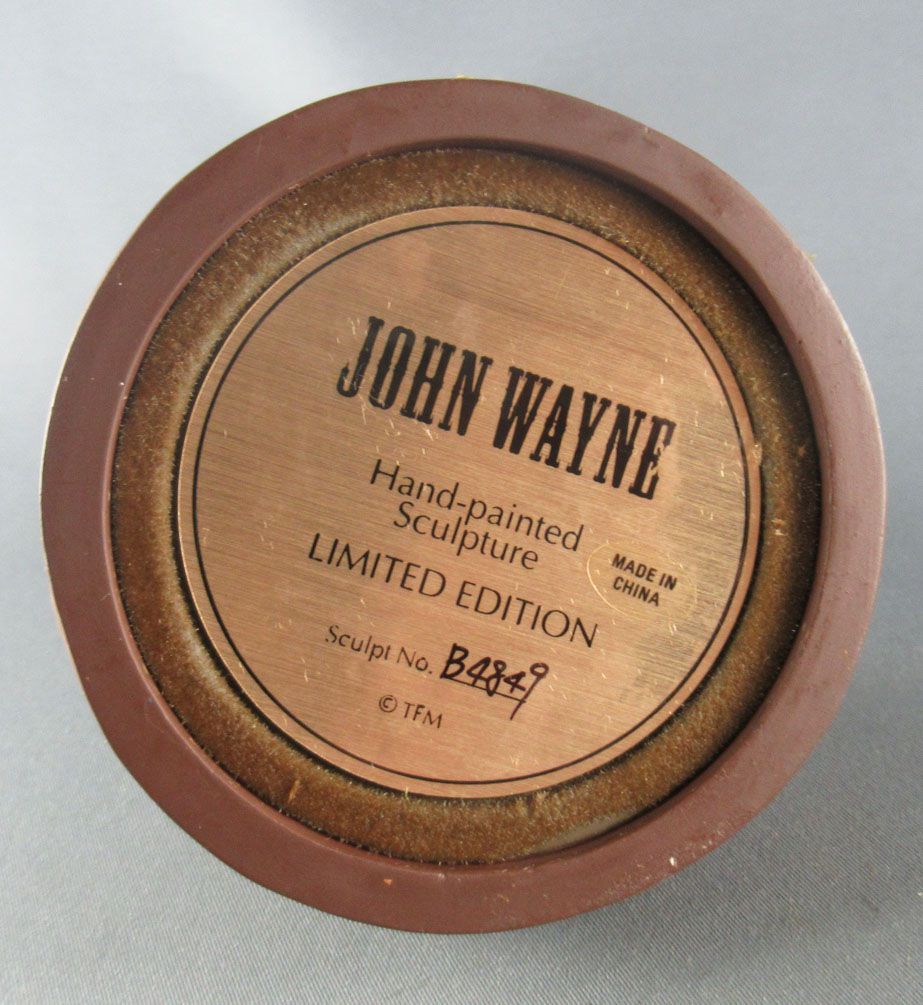 JOHN WAYNE
Hand-painted
Sculpture
LIMITED EDITION
MADE IN
CHINA
Sculpt No. B4849
© TFM